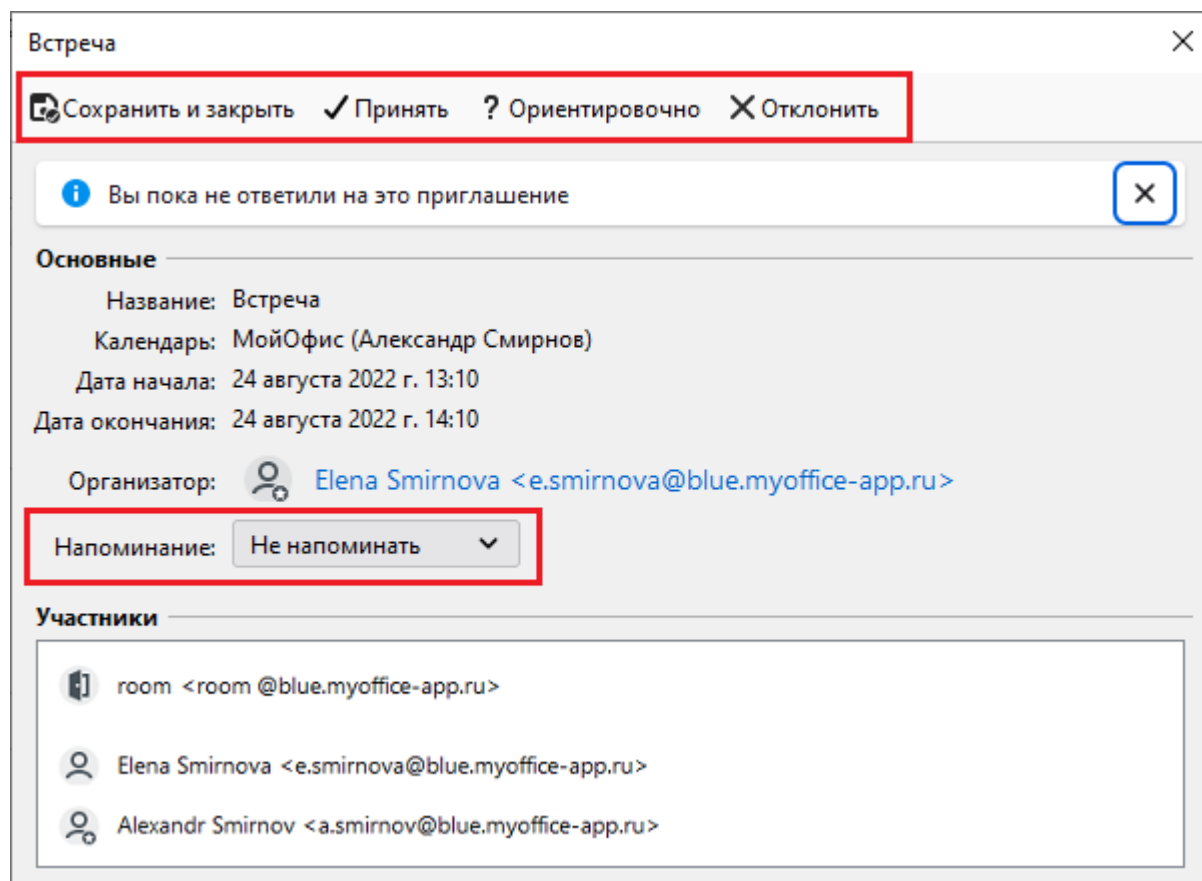 Встреча
Сохранить и закрыть Принять ? Ориентировочно Отклонить
Вы пока не ответили на это приглашение
Основные
Название: Встреча
Календарь: МойОфис (Александр Смирнов)
Дата начала: 24 августа 2022 г. 13:10
Дата окончания: 24 августа 2022 г. 14:10
Организатор: Elena Smirnova <e.smirnova@blue.myoffice-app.ru>
Напоминание: Не напоминать
Участники
room <room @blue.myoffice-app.ru>
Elena Smirnova <e.smirnova@blue.myoffice-app.ru>
Alexandr Smirnov <a.smirnov@blue.myoffice-app.ru>